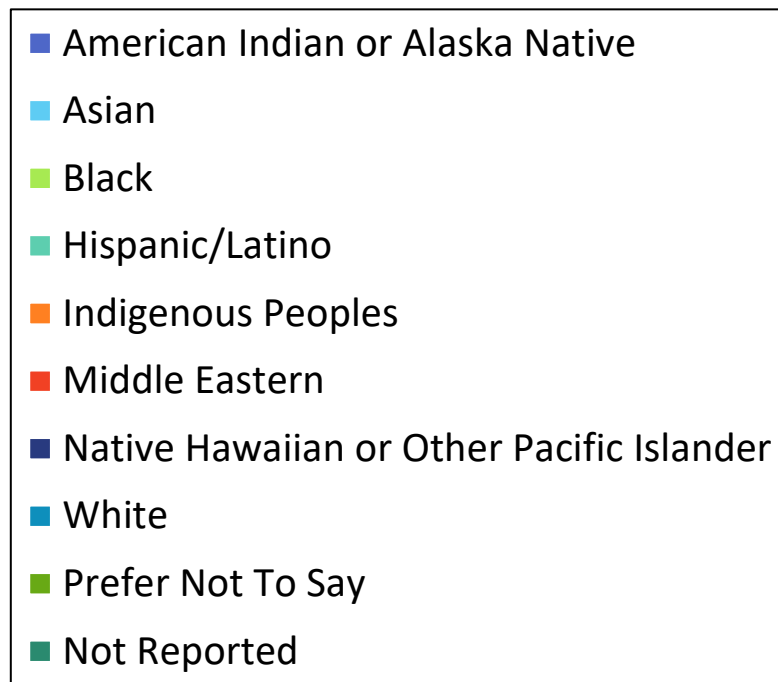 American Indian or Alaska Native
Asian
Black
Hispanic/Latino
Indigenous Peoples
Middle Eastern
Native Hawaiian or Other Pacific Islander
White
Prefer Not To Say
Not Reported